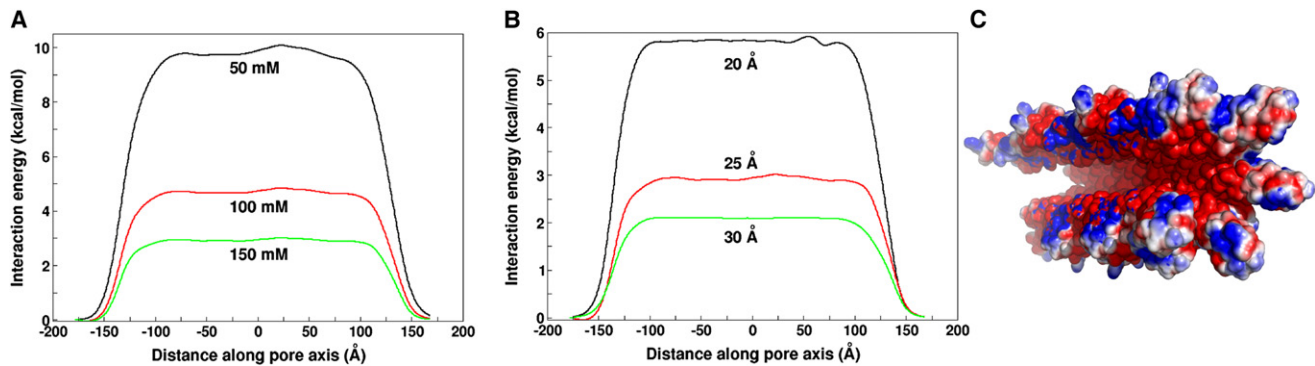 A
Interaction energy (kcal/mol)
10
8
6
4
2
0
50 mM
100 mM
150 mM
-200 -150 -100 -50 0 50 100 150 200
Distance along pore axis (Å)
B
Interaction energy (kcal/mol)
6
5
4
3
2
1
0
20 Å
25 Å
30 Å
-200 -150 -100 -50 0 50 100 150 200
Distance along pore axis (Å)
C